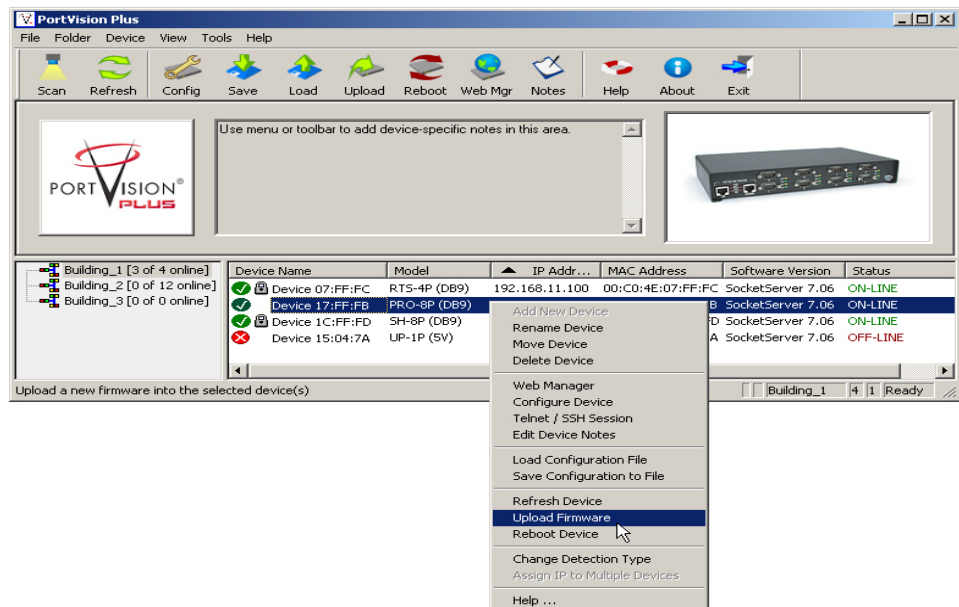 PortVision Plus
File Folder Device View Tools Help
Scan Refresh Config Save Load Upload Reboot Web Mgr Notes Help About Exit
Use menu or toolbar to add device-specific notes in this area.
PORTVISION®
PLUS
Building_1 [3 of 4 online]
Building_2 [0 of 12 online]
Building_3 [0 of 0 online]
Device Name Model IP Addr... MAC Address Software Version Status
Device 07:FF:FC RTS-4P (DB9) 192.168.11.100 00:C0:4E:07:FF:FC SocketServer 7.06 ON-LINE
Device 17:FF:FB PRO-8P (DB9) B SocketServer 7.06 ON-LINE
Device 1C:FF:FD SH-8P (DB9) FD SocketServer 7.06 ON-LINE
Device 15:04:7A UP-1P (5V) A SocketServer 7.06 OFF-LINE
Add New Device
Rename Device
Move Device
Delete Device
Web Manager
Configure Device
Telnet / SSH Session
Edit Device Notes
Load Configuration File
Save Configuration to File
Refresh Device
Upload Firmware
Reboot Device
Change Detection Type
Assign IP to Multiple Devices
Help ...
Upload a new firmware into the selected device(s) Building_1 4 1 Ready